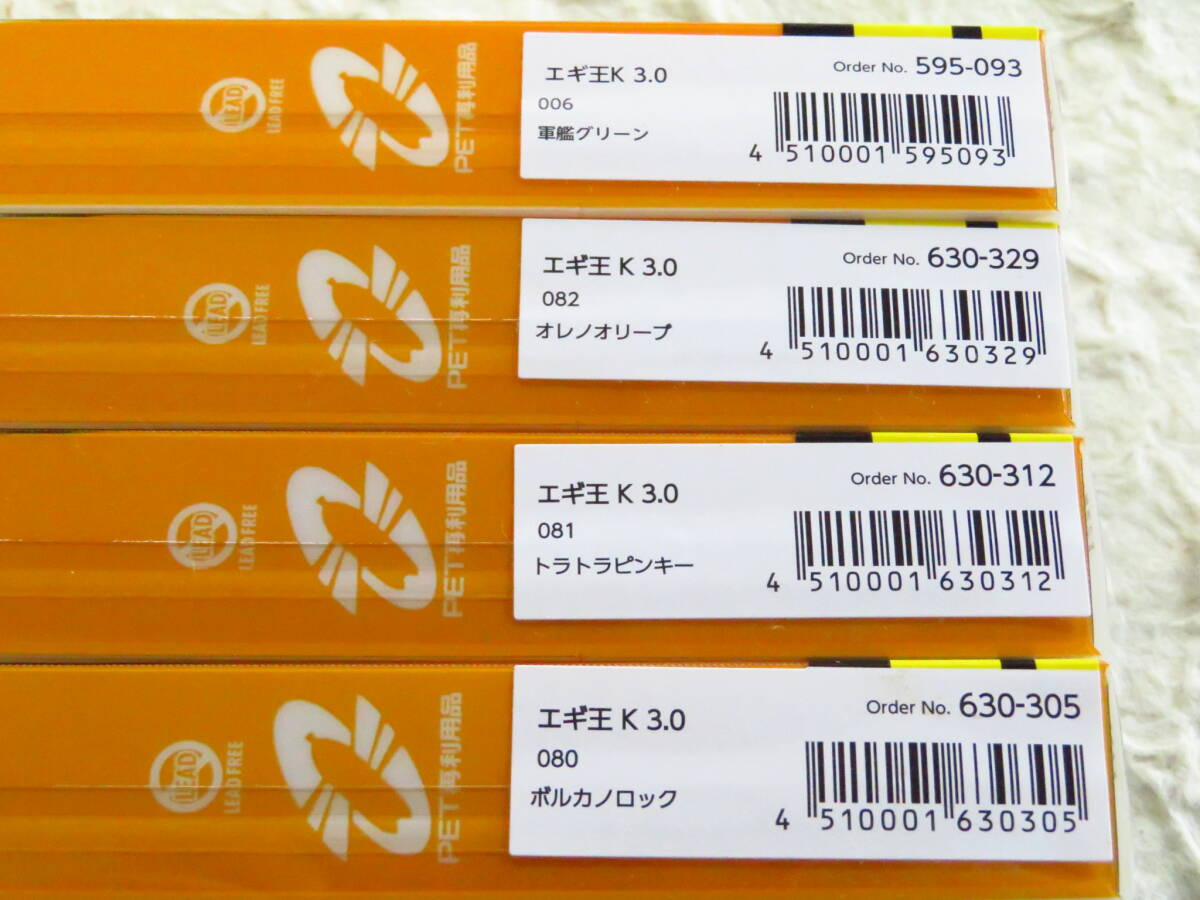 LEAD
LEAD FREE
PET再利用品
エギ王K 3.0
Order No. 595-093
006
軍艦グリーン
4 510001 595093
LEAD
LEAD FREE
PET再利用品
エギ王 K 3.0
Order No. 630-329
082
オレノオリーブ
4 510001 630329
LEAD
LEAD FREE
PET再利用品
エギ王 K 3.0
Order No. 630-312
081
トラトラピンキー
4 510001 630312
LEAD
LEAD FREE
PET再利用品
エギ王 K 3.0
Order No. 630-305
080
ボルカノロック
4 510001 630305